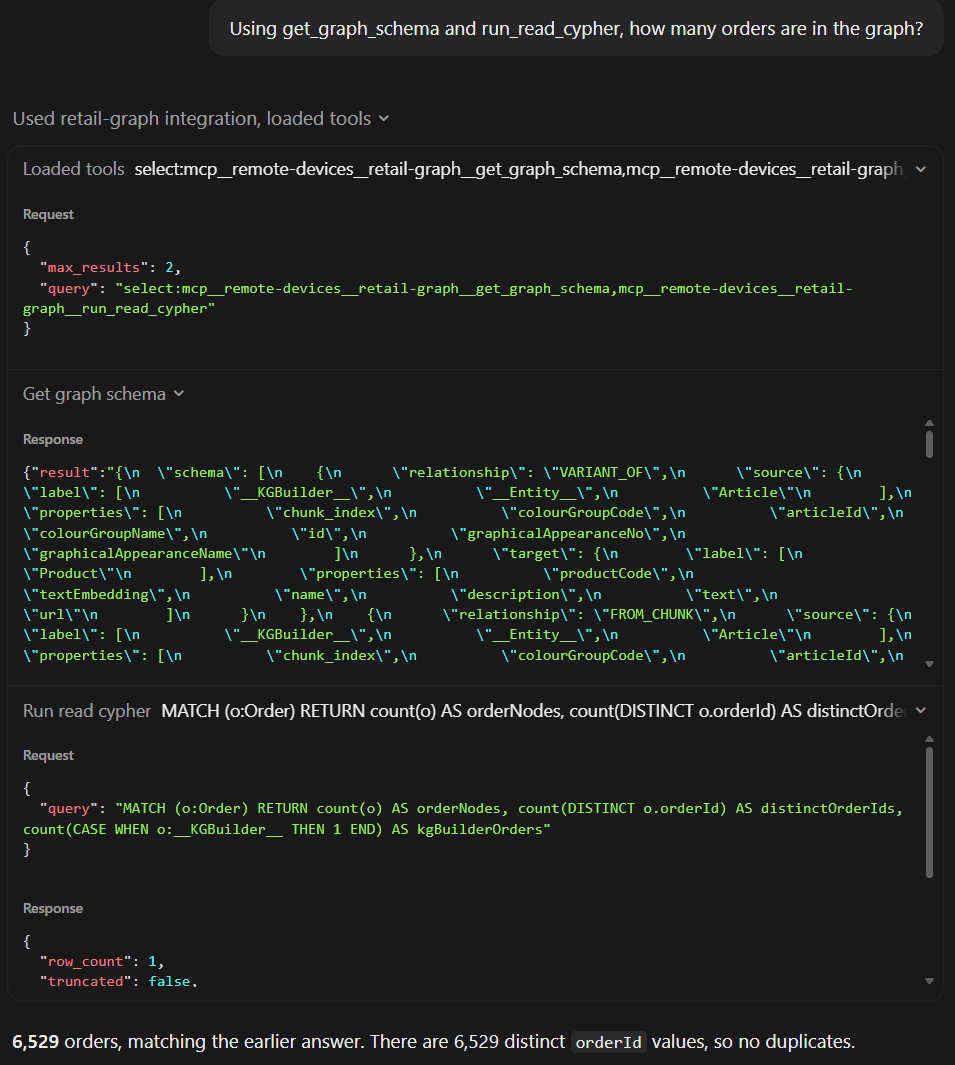 Using get_graph_schema and run_read_cypher, how many orders are in the graph?
Used retail-graph integration, loaded tools
Loaded tools select:mcp__remote-devices__retail-graph__get_graph_schema,mcp__remote-devices__retail-graph_
Request
{
"max_results": 2,
"query": "select:mcp__remote-devices__retail-graph__get_graph_schema,mcp__remote-devices__retail-
graph__run_read_cypher"
}
Get graph schema
Response
{"result":"{\n  \"schema\": [\n    {\n      \"relationship\": \"VARIANT_OF\",\n      \"source\": {\n
\"label\": [\n          \"__KGBuilder__\",\n          \"__Entity__\",\n          \"Article\"\n        ],\n
\"properties\": [\n          \"chunk_index\",\n          \"colourGroupCode\",\n          \"articleId\",\n
\"colourGroupName\",\n          \"id\",\n          \"graphicalAppearanceNo\",\n
\"graphicalAppearanceName\"\n        ]\n      },\n      \"target\": {\n        \"label\": [\n
\"Product\"\n        ],\n        \"properties\": [\n          \"productCode\",\n
\"textEmbedding\",\n          \"name\",\n          \"description\",\n          \"text\",\n
\"url\"\n        ]\n      }\n    },\n    {\n      \"relationship\": \"FROM_CHUNK\",\n      \"source\": {\n
\"label\": [\n          \"__KGBuilder__\",\n          \"__Entity__\",\n          \"Article\"\n        ],\n
\"properties\": [\n          \"chunk_index\",\n          \"colourGroupCode\",\n          \"articleId\",\n
Run read cypher MATCH (o:Order) RETURN count(o) AS orderNodes, count(DISTINCT o.orderId) AS distinctOrde
Request
{
"query": "MATCH (o:Order) RETURN count(o) AS orderNodes, count(DISTINCT o.orderId) AS distinctOrderIds,
count(CASE WHEN o:__KGBuilder__ THEN 1 END) AS kgBuilderOrders"
}
Response
{
"row_count": 1,
"truncated": false,
6,529 orders, matching the earlier answer. There are 6,529 distinct orderId values, so no duplicates.